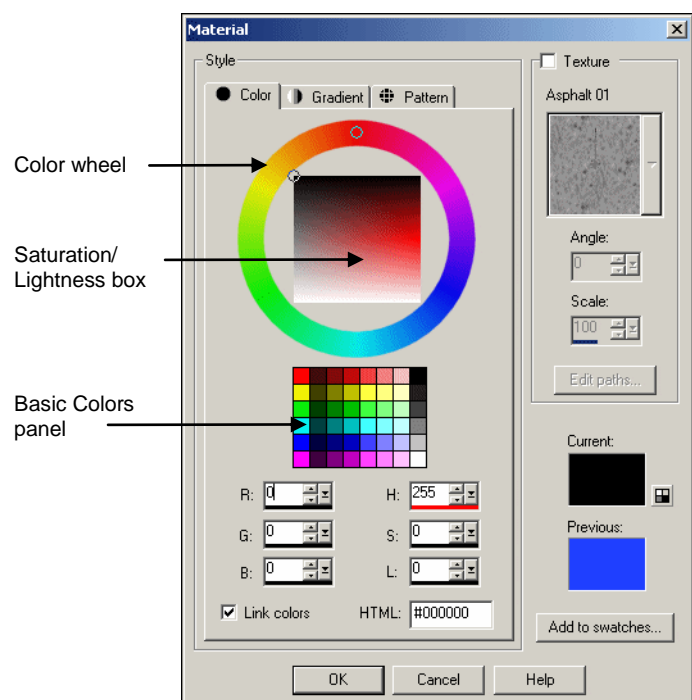 Material
Style
Color
Gradient
Pattern
Texture
Asphalt 01
Color wheel
Saturation/
Lightness box
Angle:
0
Scale:
100
Edit paths...
Basic Colors
panel
Current:
R: 0
H: 255
G: 0
S: 0
B: 0
L: 0
Previous:
Link colors
HTML: #000000
Add to swatches...
OK
Cancel
Help